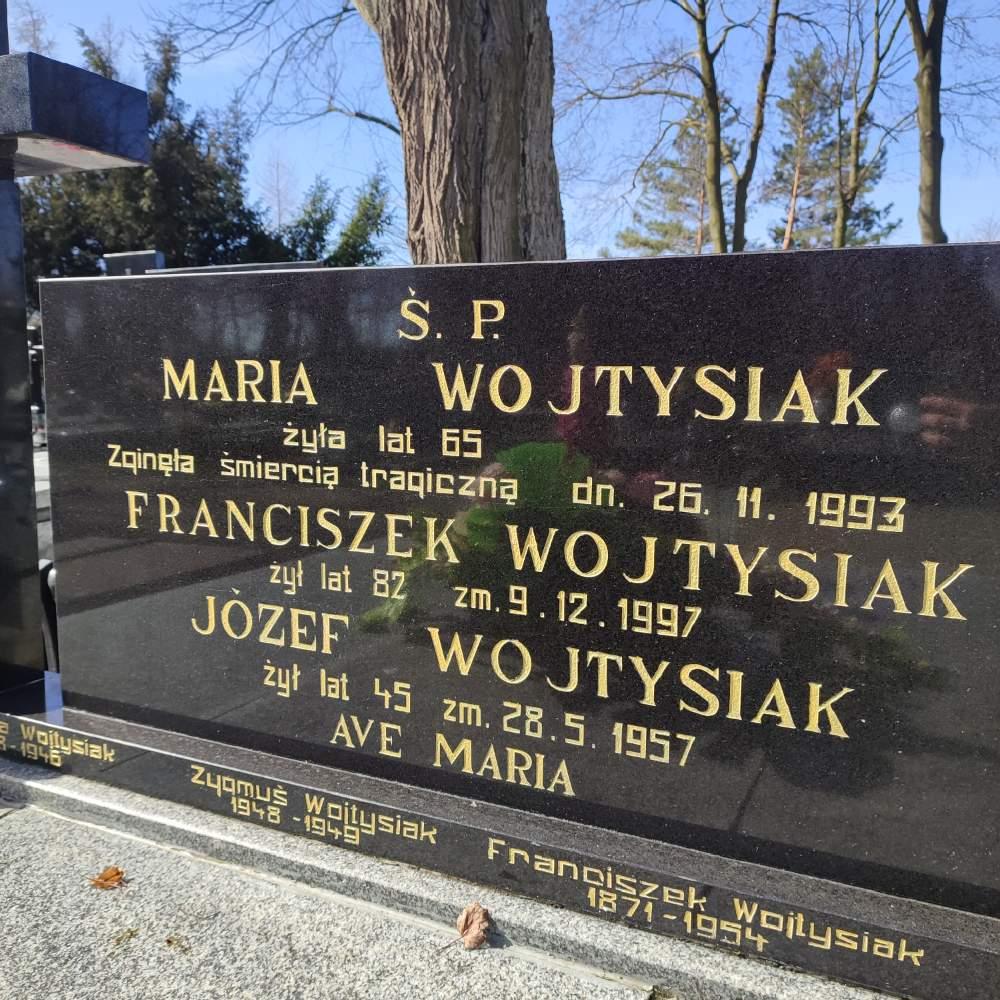 Ś. P.
MARIA WOJTYSIAK
żyła lat 65
Zginęła śmiercią tragiczną dn. 26. 11. 1993
FRANCISZEK WOJTYSIAK
żył lat 82 zm. 9. 12. 1997
JÓZEF WOJTYSIAK
żył lat 45 zm. 28. 5. 1957
AVE MARIA
Wojtysiak
-1946
Zygmuś Wojtysiak
1948 -1949
Franciszek Wojtysiak
1871-1954